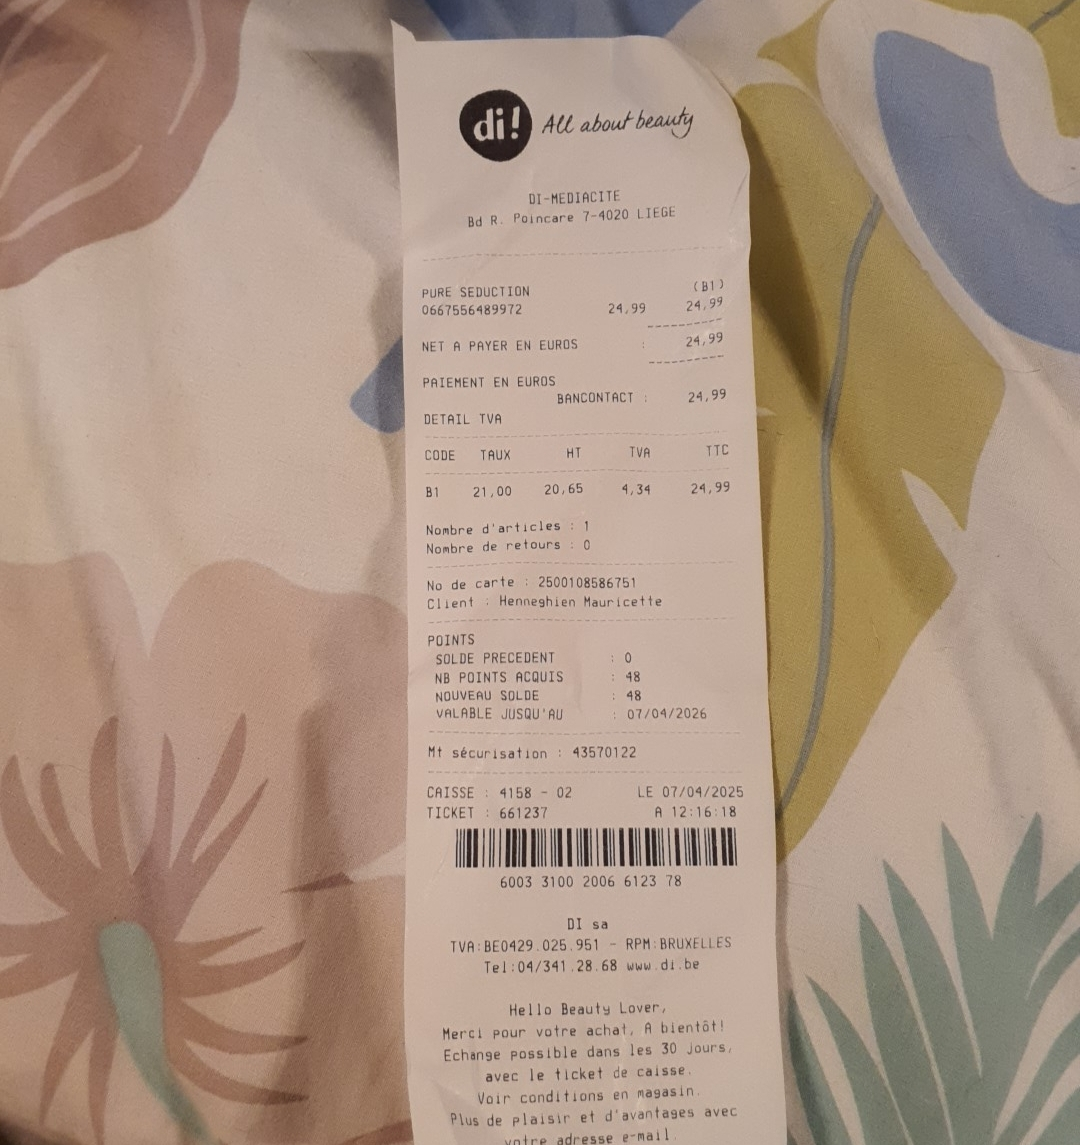 di! All about beauty
DI-MEDIACITE
Bd R. Poincare 7-4020 LIEGE
(B1)
PURE SEDUCTION
0667556489972 24,99 24,99
NET A PAYER EN EUROS : 24,99
PAIEMENT EN EUROS
BANCONTACT : 24,99
DETAIL TVA
CODE TAUX HT TVA TTC
B1 21,00 20,65 4,34 24,99
Nombre d'articles : 1
Nombre de retours : 0
No de carte : 2500108586751
Client : Henneghien Mauricette
POINTS
SOLDE PRECEDENT : 0
NB POINTS ACQUIS : 48
NOUVEAU SOLDE : 48
VALABLE JUSQU'AU : 07/04/2026
Mt sécurisation : 43570122
CAISSE : 4158 - 02 LE 07/04/2025
TICKET : 661237 A 12:16:18
6003 3100 2006 6123 78
DI sa
TVA:BE0429.025.951 - RPM:BRUXELLES
Tel:04/341.28.68 www.di.be
Hello Beauty Lover,
Merci pour votre achat, A bientôt!
Echange possible dans les 30 jours,
avec le ticket de caisse.
Voir conditions en magasin.
Plus de plaisir et d'avantages avec
votre adresse e-mail.